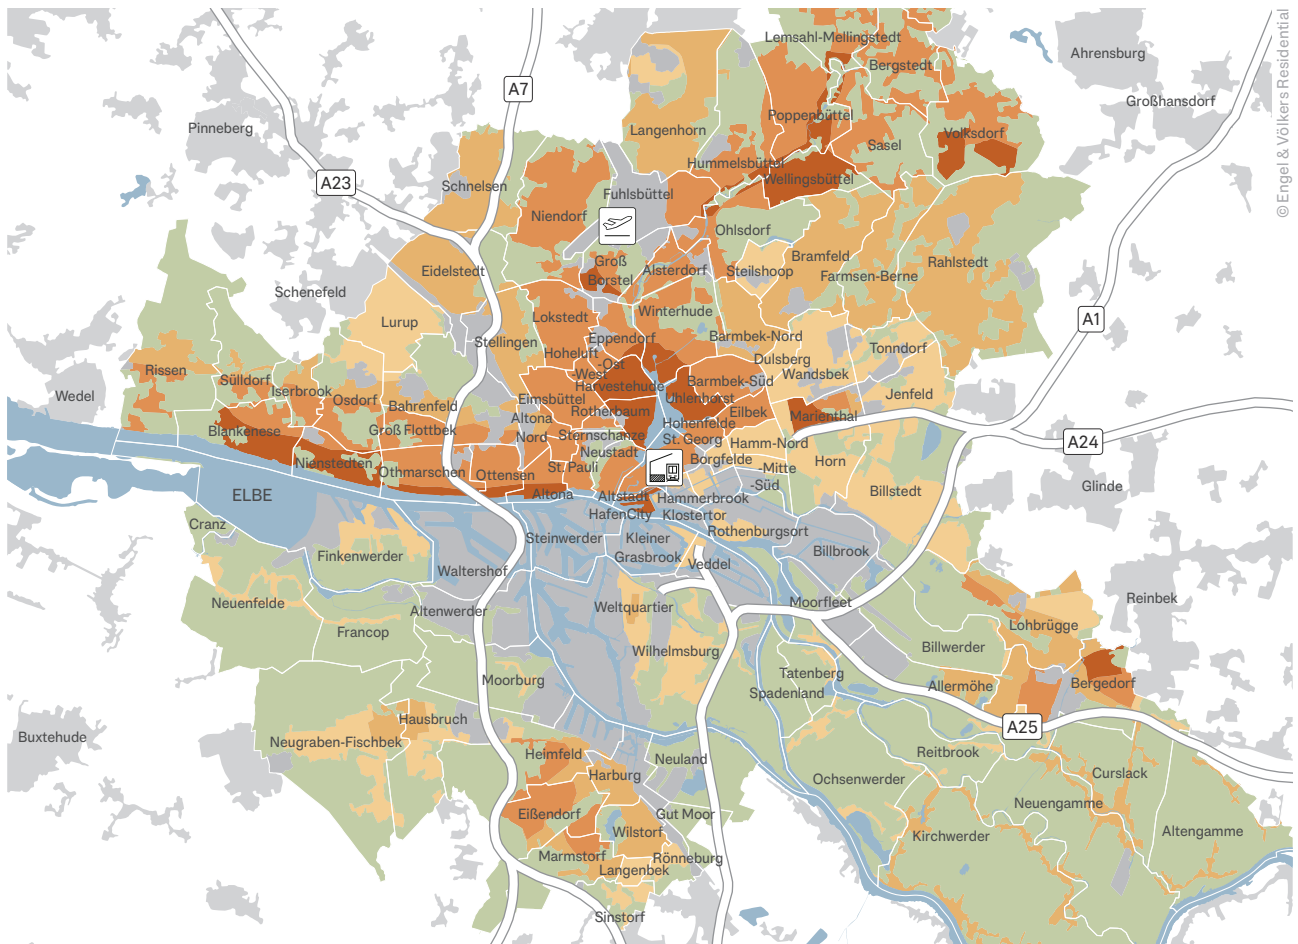 © Engel & Völkers Residential
Lemsahl-Mellingstedt
Ahrensburg
Bergstedt
A7
Großhansdorf
Pinneberg
Langenhorn
Poppenbüttel
Volksdorf
Sasel
Hummelsbüttel
A23
Schnelsen
Wellingsbüttel
Fuhlsbüttel
Niendorf
Ohlsdorf
Groß
Borstel
Alsterdorf
Steilshoop
Bramfeld
Farmsen-Berne
Rahlstedt
Eidelstedt
Schenefeld
Lurup
Lokstedt
Winterhude
A1
Stellingen
Eppendorf
Barmbek-Nord
Hoheluft
-Ost
-West
Dulsberg
Tonndorf
Wandsbek
Rissen
Sülldorf
Iserbrook
Osdorf
Harvestehude
Barmbek-Süd
Wedel
Bahrenfeld
Eimsbüttel
Uhlenhorst
Jenfeld
Rotherbaum
Eilbek
Marienthal
Altona
Nord
Hohenfelde
Blankenese
Groß Flottbek
Sternschanze
St. Georg
Hamm-Nord
A24
Neustadt
Borgfelde
Nienstedten
Othmarschen
Ottensen
St. Pauli
-Mitte
-Süd
Horn
Glinde
ELBE
Altona
Altstadt
Hammerbrook
Billstedt
HafenCity
Klostertor
Cranz
Steinwerder
Kleiner
Grasbrook
Rothenburgsort
Billbrook
Finkenwerder
Waltershof
Veddel
Neuenfelde
Altenwerder
Weltquartier
Moorfleet
Reinbek
Francop
Lohbrügge
Wilhelmsburg
Billwerder
Moorburg
Tatenberg
Spadenland
Allermöhe
Bergedorf
Hausbruch
A25
Buxtehude
Neugraben-Fischbek
Heimfeld
Neuland
Reitbrook
Harburg
Ochsenwerder
Curslack
Neuengamme
Eißendorf
Gut Moor
Wilstorf
Kirchwerder
Altengamme
Marmstorf
Rönneburg
Langenbek
Sinstorf